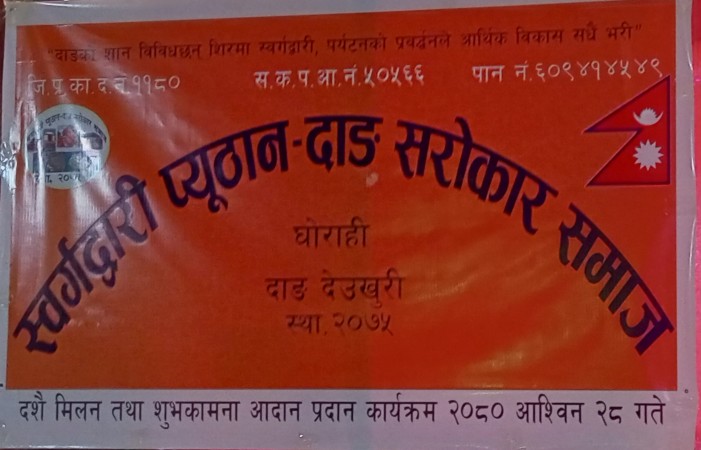 "दाङका शान विविधछन् शिरमा स्वर्गद्वारी, पर्यटनको प्रवर्द्धनले आर्थिक विकास सधैं भरी"
जि.प्र.का.द.नं.११८०
स.क.प.आ.नं.५०५६६
पान नं.६०९४१४५४९
स्वर्गद्वारी प्यूठान-दाङ सरोकार समाज
घोराही
दाङ देउखुरी
स्था.२०७५
दशै मिलन तथा शुभकामना आदान प्रदान कार्यक्रम २०८० आश्विन २८ गते